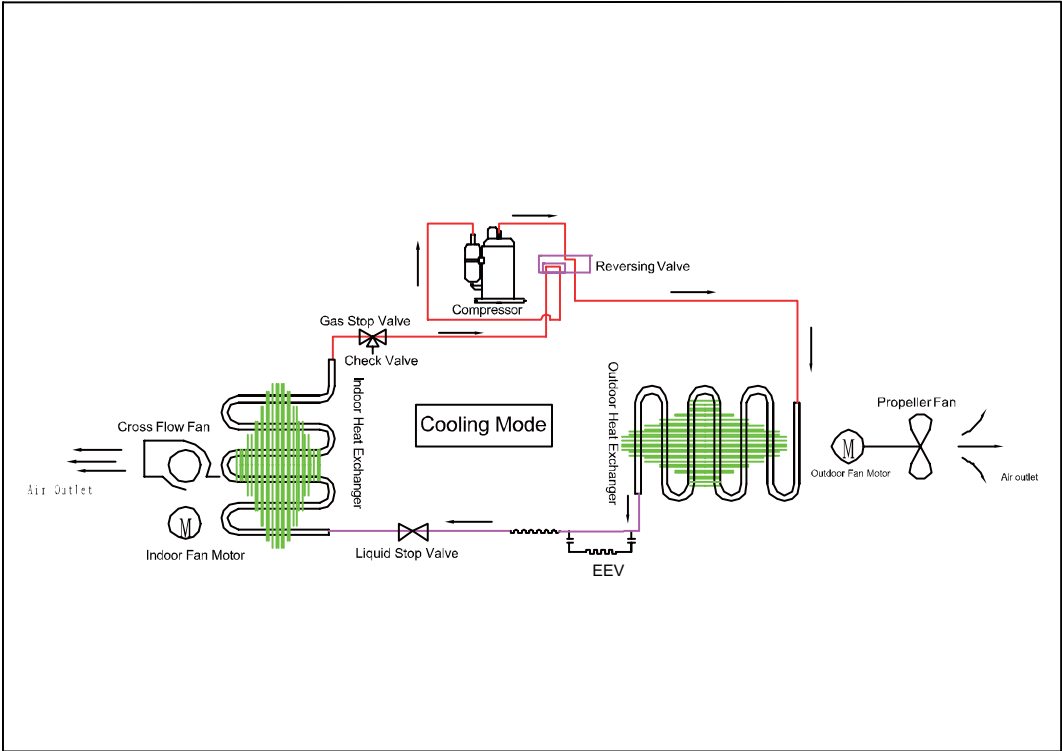 Reversing Valve
Compressor
Gas Stop Valve
Check Valve
Indoor Heat Exchanger
Cooling Mode
Outdoor Heat Exchanger
Propeller Fan
Cross Flow Fan
M
Outdoor Fan Motor
Air outlet
Air Outlet
M
Indoor Fan Motor
Liquid Stop Valve
EEV